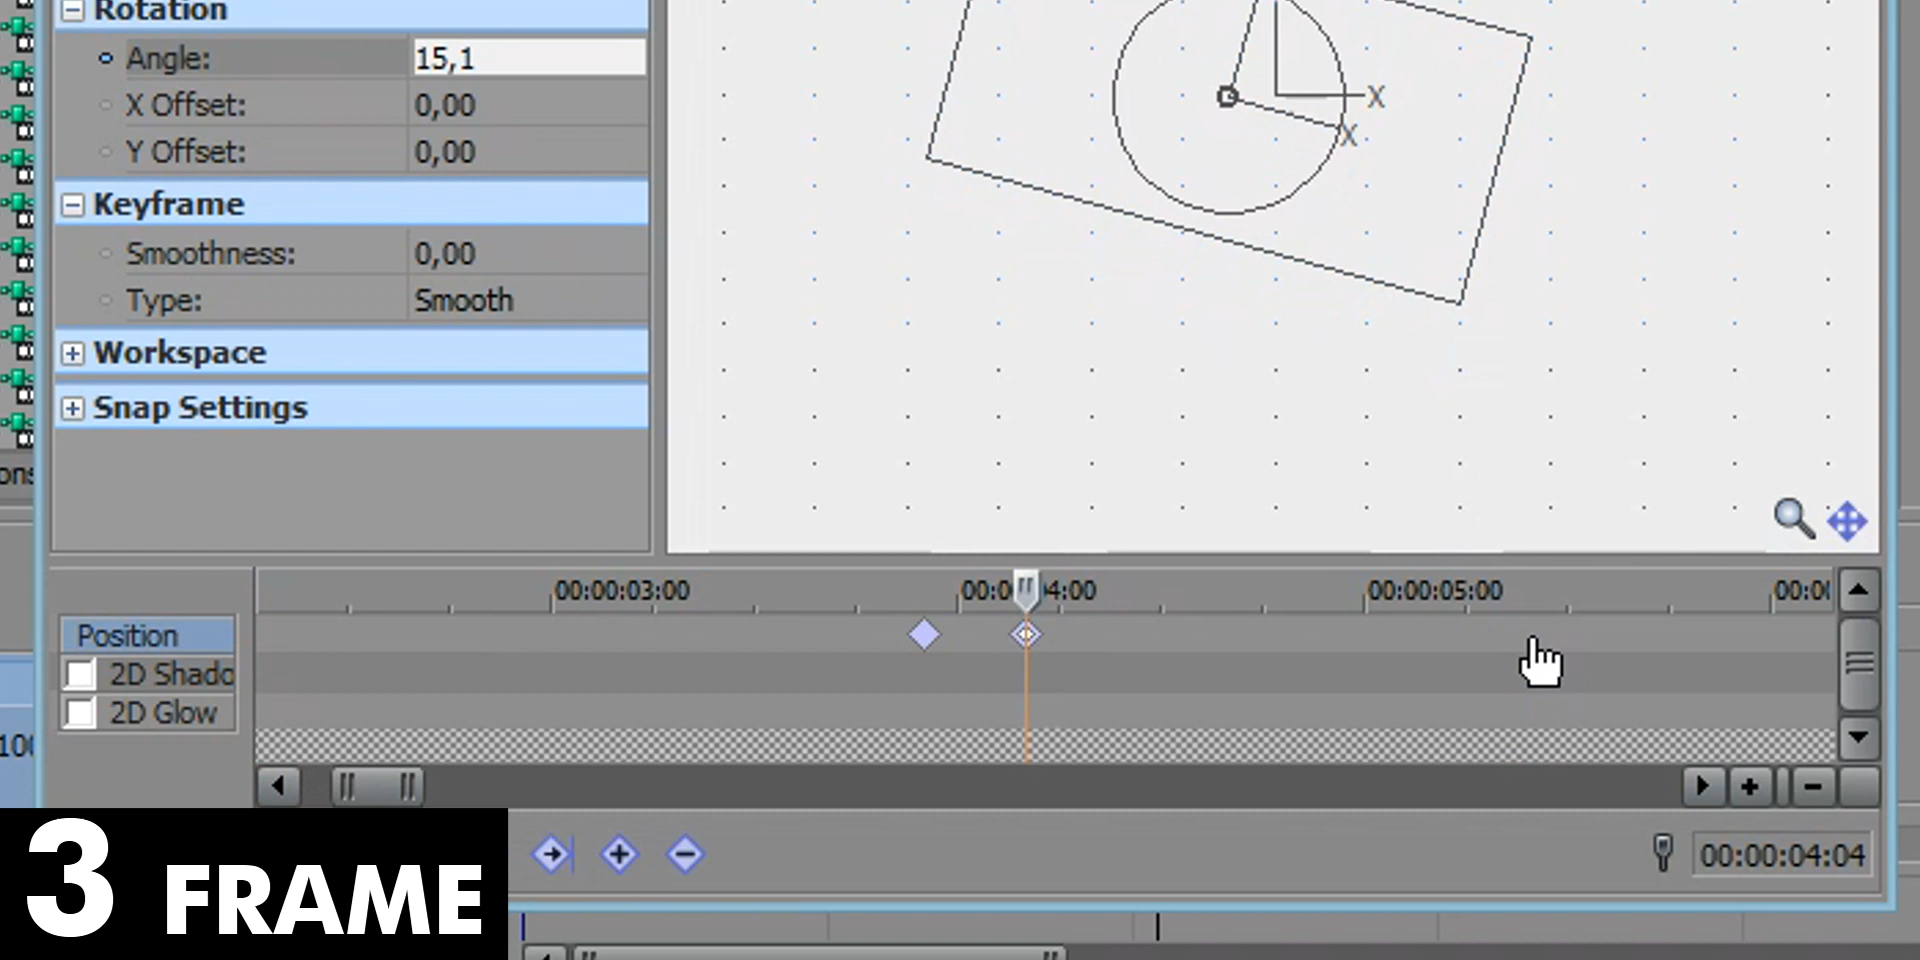 Rotation
Angle: 15,1
X Offset: 0,00
Y Offset: 0,00
Keyframe
Smoothness: 0,00
Type: Smooth
Workspace
Snap Settings
X
X
00:00:03:00 00:00:05:00
Position
2D Shado
2D Glow
100
00:00:04:04
3 FRAME